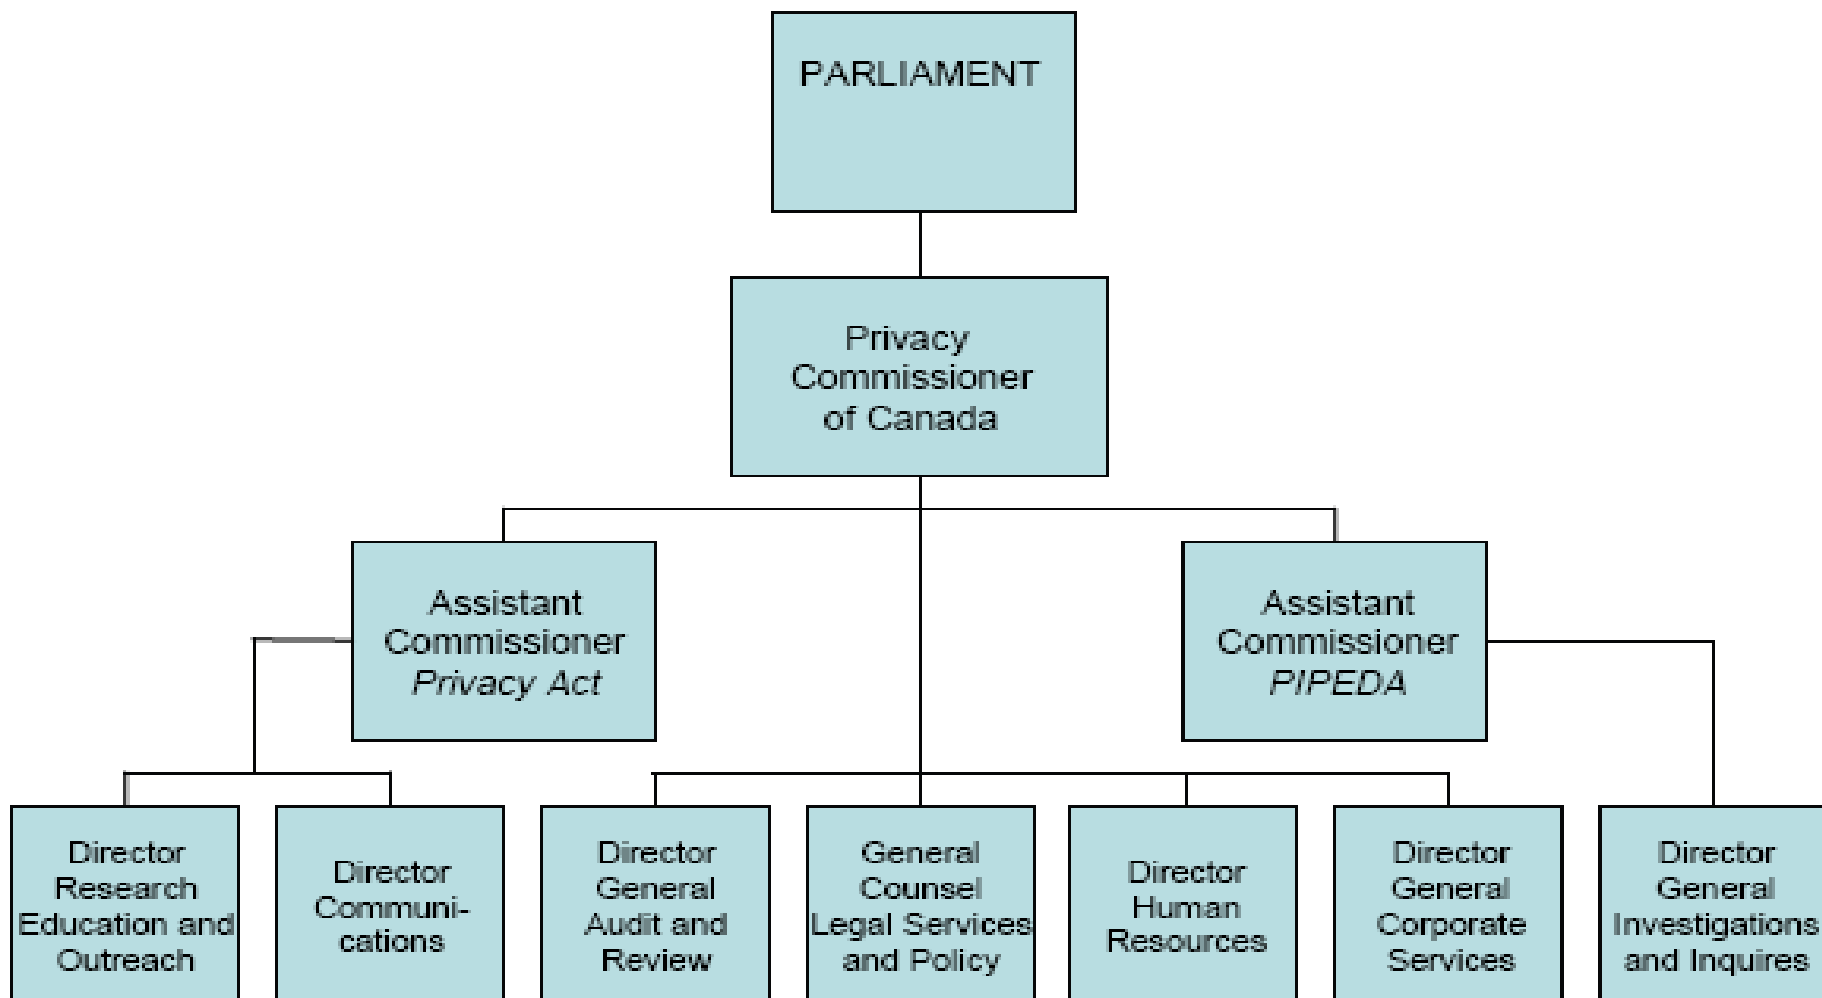 PARLIAMENT
Privacy
Commissioner
of Canada
Assistant
Commissioner
Privacy Act
Assistant
Commissioner
PIPEDA
Director
Research
Education and
Outreach
Director
Communi-
cations
Director
General
Audit and
Review
General
Counsel
Legal Services
and Policy
Director
Human
Resources
Director
General
Corporate
Services
Director
General
Investigations
and Inquires